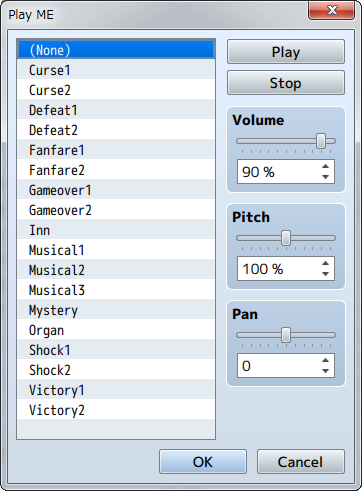 Play ME
(None)
Curse1
Curse2
Defeat1
Defeat2
Fanfare1
Fanfare2
Gameover1
Gameover2
Inn
Musical1
Musical2
Musical3
Mystery
Organ
Shock1
Shock2
Victory1
Victory2
Play
Stop
Volume
90 %
Pitch
100 %
Pan
0
OK
Cancel